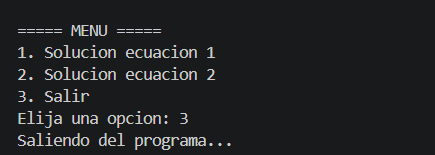 ===== MENU =====
1. Solucion ecuacion 1
2. Solucion ecuacion 2
3. Salir
Elija una opcion: 3
Saliendo del programa...